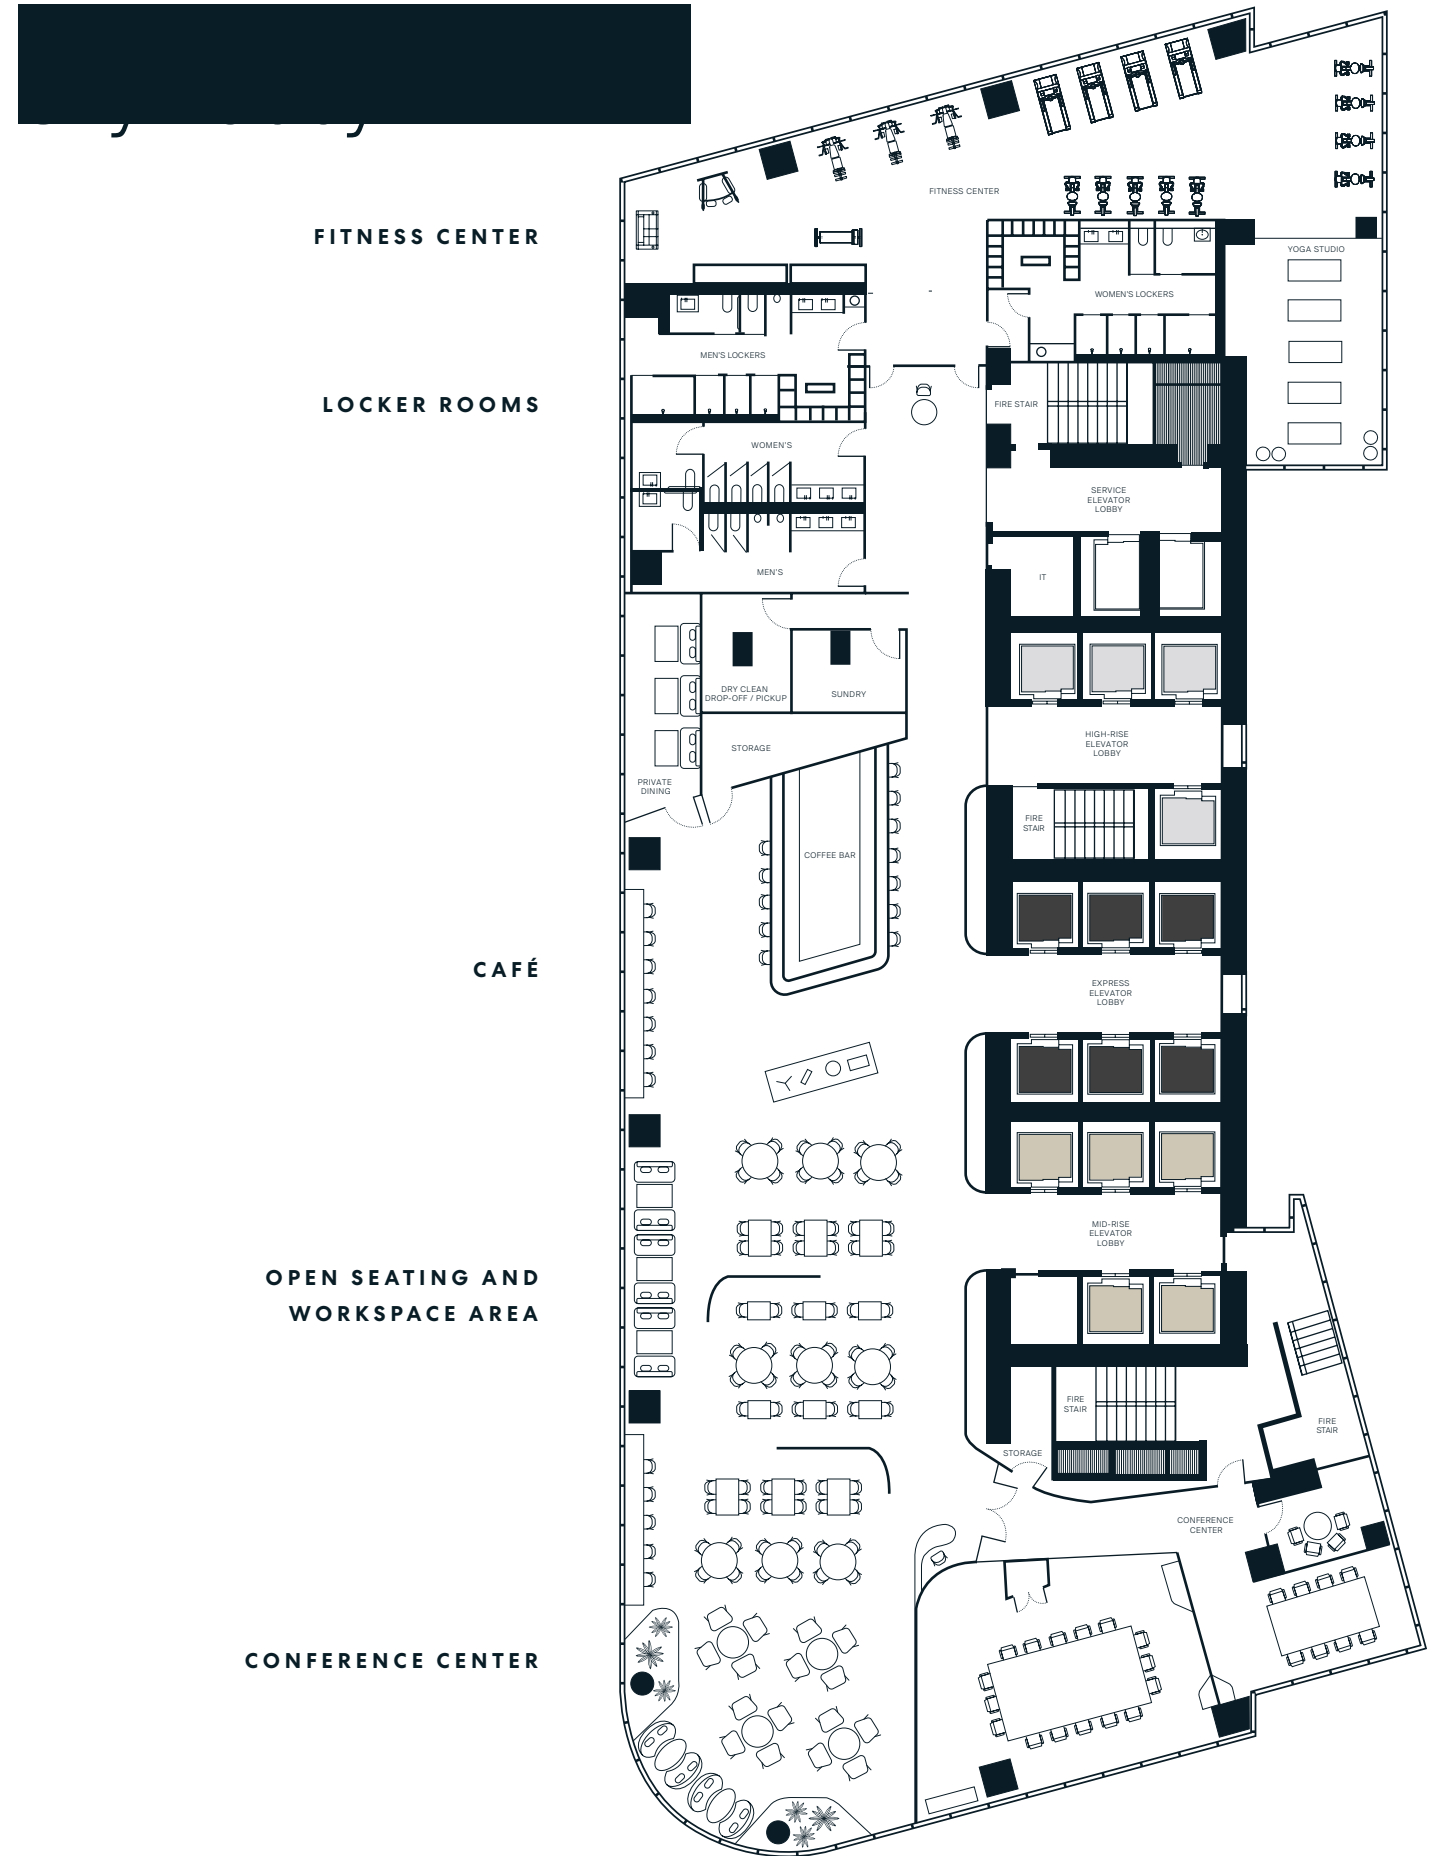 FITNESS CENTER
FITNESS CENTER
YOGA STUDIO
WOMEN'S LOCKERS
MEN'S LOCKERS
LOCKER ROOMS
FIRE STAIR
WOMEN'S
SERVICE
ELEVATOR
LOBBY
MEN'S
IT
DRY CLEAN
DROP-OFF / PICKUP
SUNDRY
STORAGE
HIGH-RISE
ELEVATOR
LOBBY
PRIVATE
DINING
FIRE
STAIR
COFFEE BAR
CAFÉ
EXPRESS
ELEVATOR
LOBBY
MID-RISE
ELEVATOR
LOBBY
OPEN SEATING AND
WORKSPACE AREA
FIRE
STAIR
FIRE
STAIR
STORAGE
CONFERENCE
CENTER
CONFERENCE CENTER